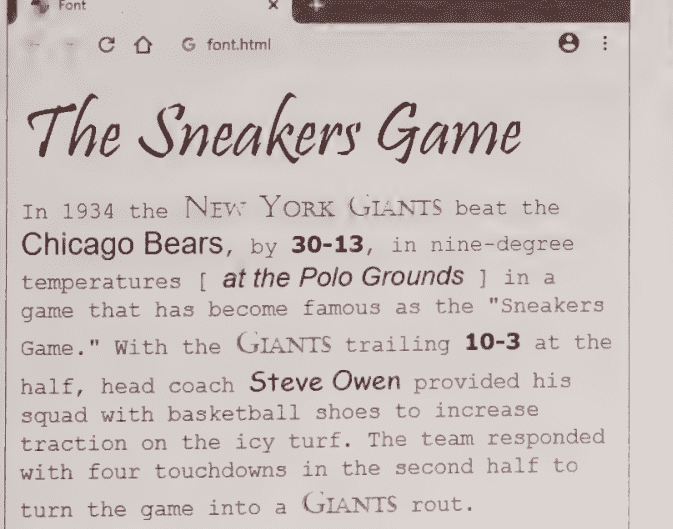 Font
font.html
The Sneakers Game
In 1934 the NEW YORK GIANTS beat the
Chicago Bears, by 30-13, in nine-degree
temperatures [ at the Polo Grounds ] in a
game that has become famous as the "Sneakers
Game." With the GIANTS trailing 10-3 at the
half, head coach Steve Owen provided his
squad with basketball shoes to increase
traction on the icy turf. The team responded
with four touchdowns in the second half to
turn the game into a GIANTS rout.